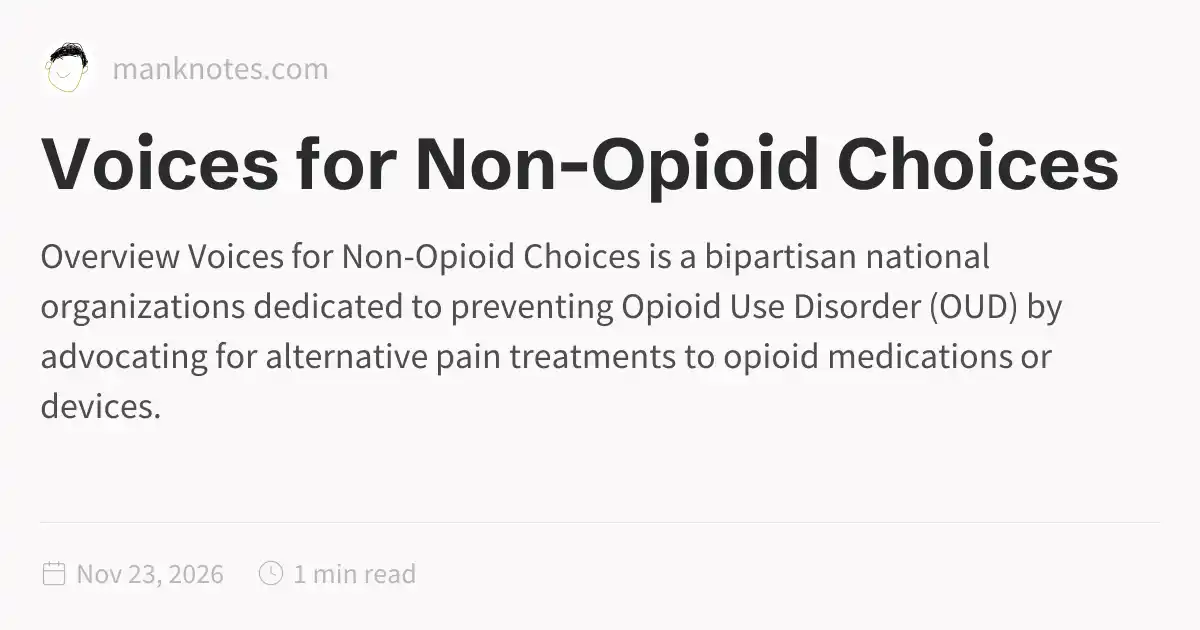 manknotes.com
Voices for Non-Opioid Choices
Overview Voices for Non-Opioid Choices is a bipartisan national
organizations dedicated to preventing Opioid Use Disorder (OUD) by
advocating for alternative pain treatments to opioid medications or
devices.
Nov 23, 2026 1 min read